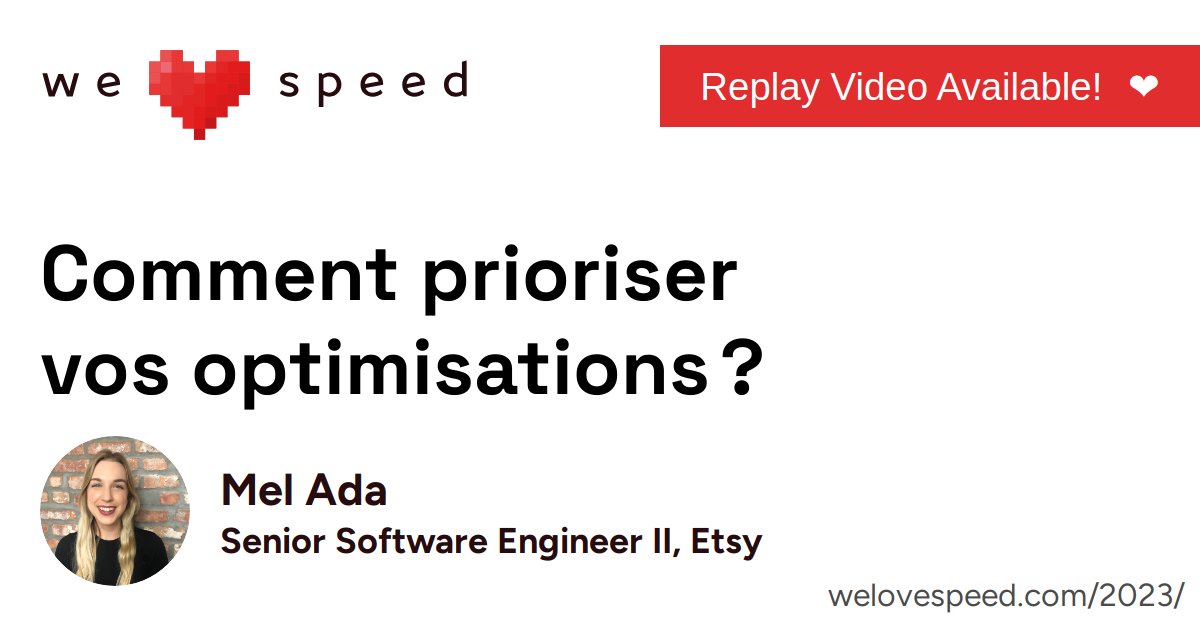 we ❤ speed
Replay Video Available! ❤
Comment prioriser
vos optimisations ?
Mel Ada
Senior Software Engineer II, Etsy
welovespeed.com/2023/